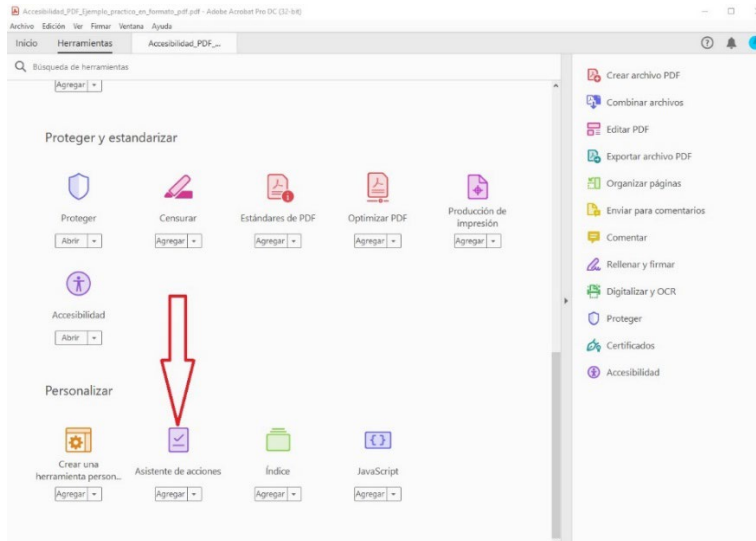 Accesibilidad_PDF_Ejemplo_practico_en_formato_pdf.pdf - Adobe Acrobat Pro DC (32-bit)
Archivo Edición Ver Firmar Ventana Ayuda
Inicio Herramientas Accesibilidad_PDF_...
Búsqueda de herramientas
Agregar
Proteger y estandarizar
Proteger Censurar Estándares de PDF Optimizar PDF Producción de
impresión
Abrir Agregar Agregar Agregar Agregar
Accesibilidad
Abrir
Personalizar
Crear una
herramienta person... Asistente de acciones Índice JavaScript
Agregar Agregar Agregar Agregar
Crear archivo PDF
Combinar archivos
Editar PDF
Exportar archivo PDF
Organizar páginas
Enviar para comentarios
Comentar
Rellenar y firmar
Digitalizar y OCR
Proteger
Certificados
Accesibilidad